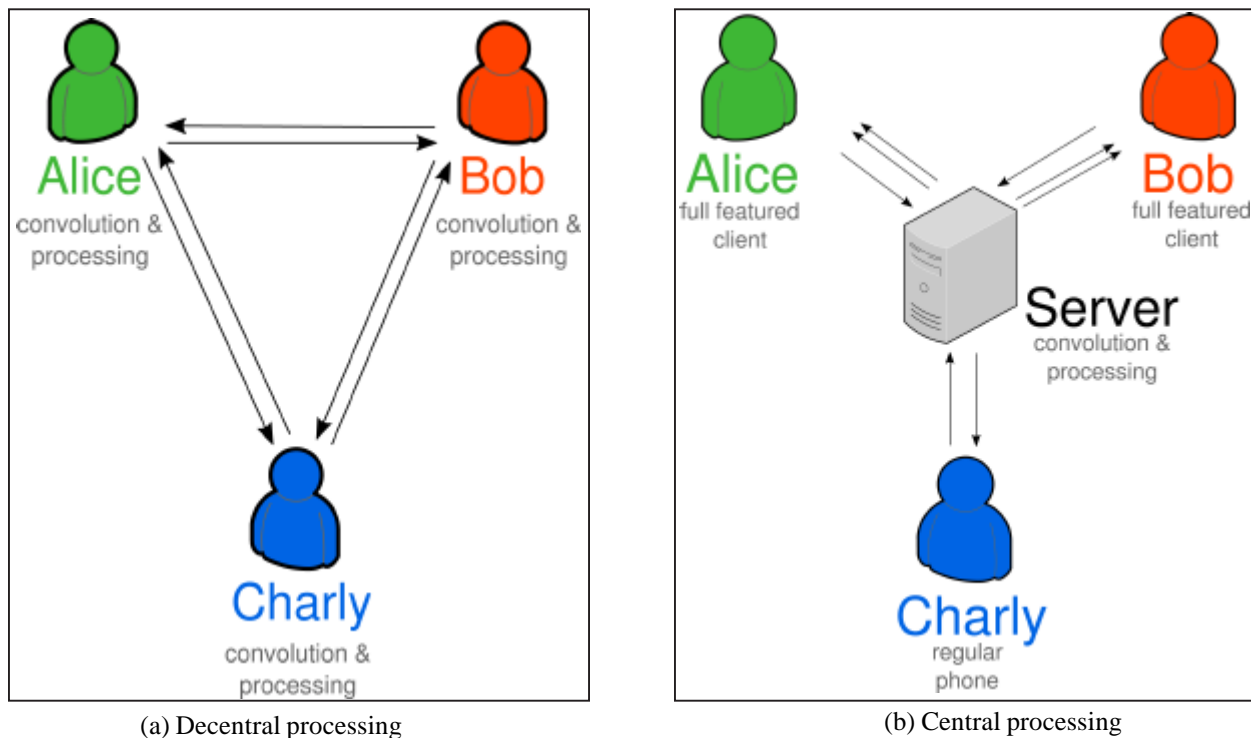 Alice
convolution &
processing
Bob
convolution &
processing
Charly
convolution &
processing
(a) Decentral processing
Alice
full featured
client
Bob
full featured
client
Server
convolution &
processing
Charly
regular
phone
(b) Central processing